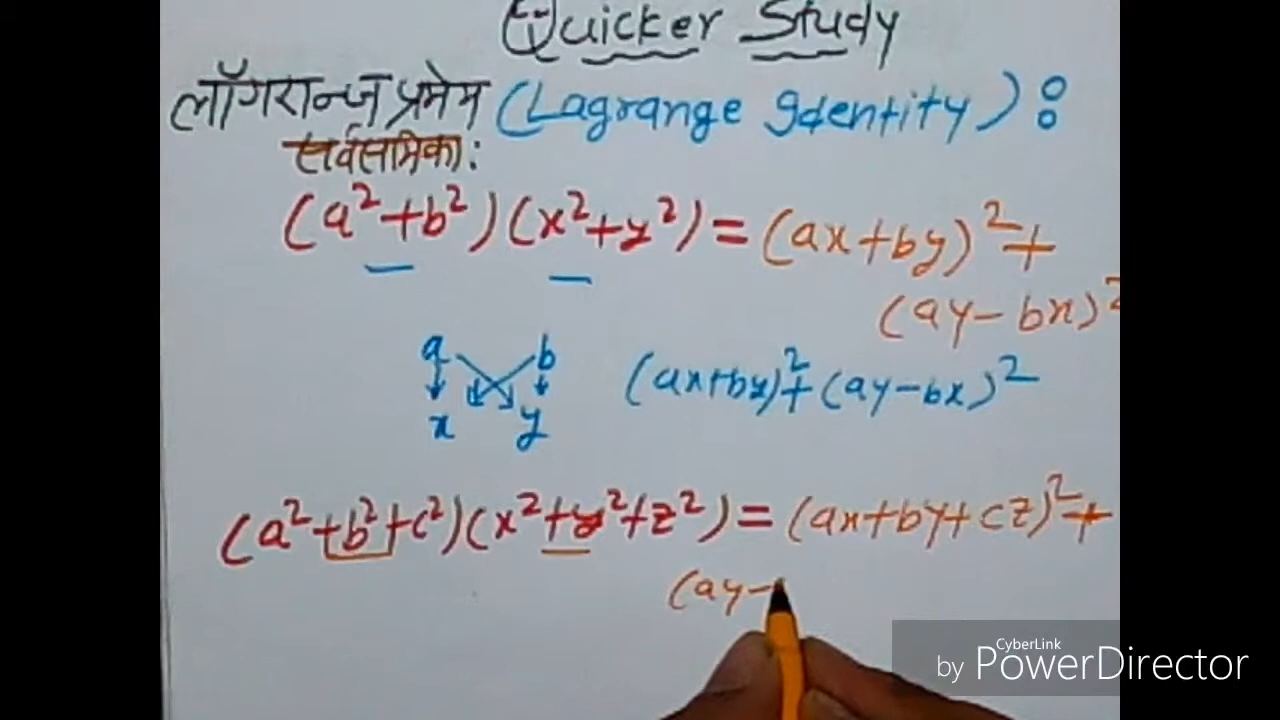 Quicker Study
लॉगरान्ज प्रमेय (Lagrange Identity) :
सर्वसमिका :
(a²+b²)(x²+y²) = (ax+by)²+
(ay-bx)²
a b (ax+by)²+(ay-bx)²
x y
(a²+b²+c²)(x²+y²+z²) = (ax+by+cz)²+
(ay-
CyberLink
by PowerDirector